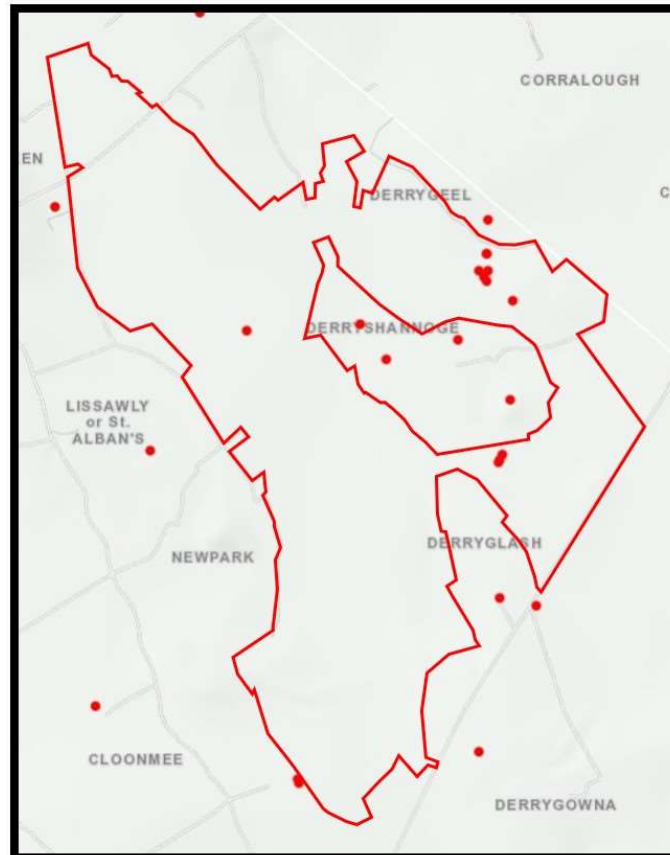 CORRALOUGH
EN
DERRYGEEL
C
DERRYSHANNOGE
LISSAWLY
or St.
ALBAN'S
DERRYGLASH
NEWPARK
CLOONMEE
DERRYGOWNA